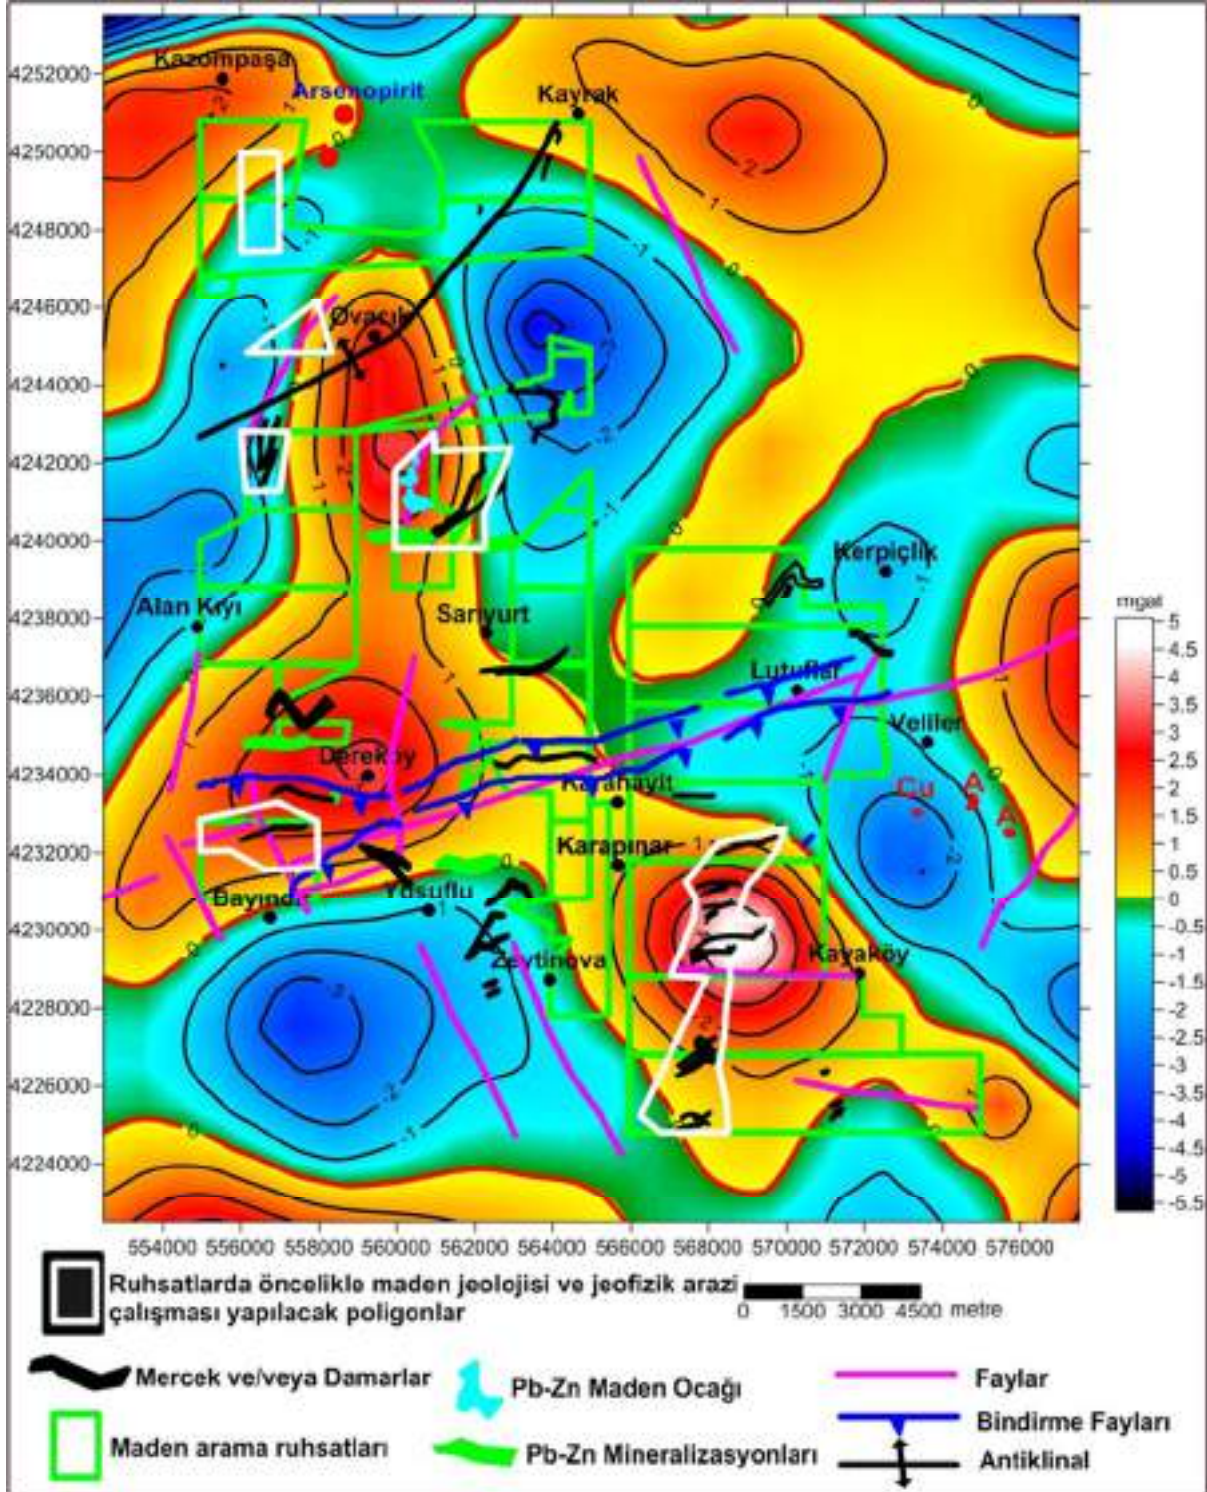 4252000
4250000
4248000
4246000
4244000
4242000
4240000
4238000
4236000
4234000
4232000
4230000
4228000
4226000
4224000
Kazompaşa
Arsenopirit
Kayrak
Ovacık
Kerpiçlik
Alan Kıyı
Sarıyurt
Lutuflar
Veliler
Dereköy
Karahayit
Cu
A
A
Karapınar
Bayındır
Yusuflu
Zeytinova
Kayaköy
mgal
5
4.5
4
3.5
3
2.5
2
1.5
1
0.5
0
-0.5
-1
-1.5
-2
-2.5
-3
-3.5
-4
-4.5
-5
-5.5
554000 556000 558000 560000 562000 564000 566000 568000 570000 572000 574000 576000
Ruhsatlarda öncelikle maden jeolojisi ve jeofizik arazi
çalışması yapılacak poligonlar
0 1500 3000 4500 metre
Mercek ve/veya Damarlar
Pb-Zn Maden Ocağı
Faylar
Maden arama ruhsatları
Pb-Zn Mineralizasyonları
Bindirme Fayları
Antiklinal